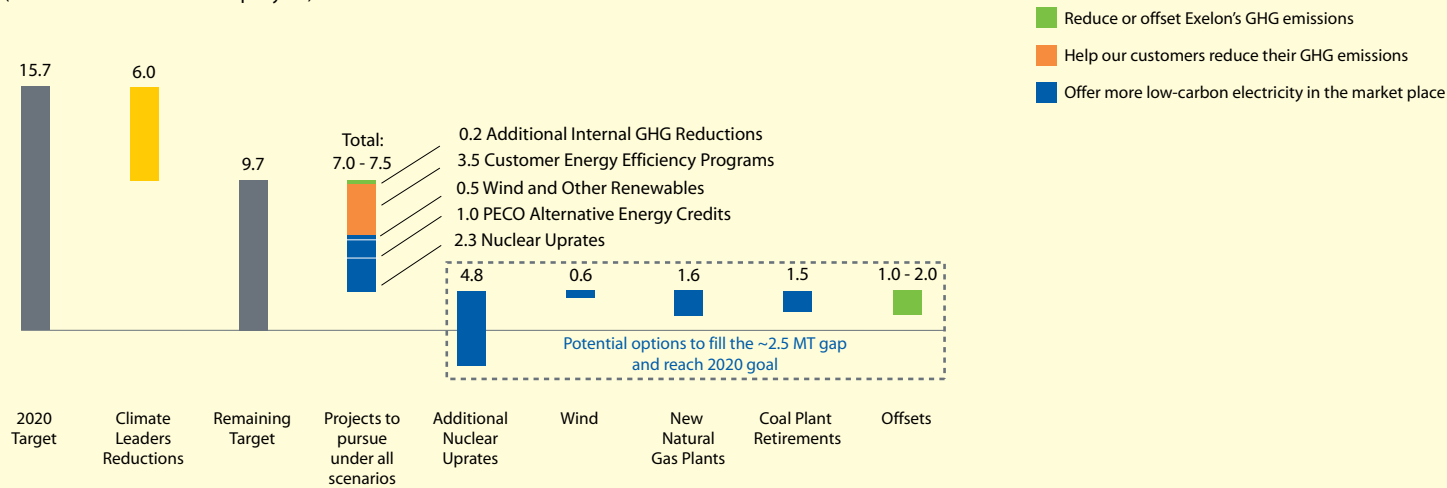 Reduce or offset Exelon's GHG emissions
Help our customers reduce their GHG emissions
Offer more low-carbon electricity in the market place
15.7
6.0
9.7
Total:
7.0 - 7.5
0.2 Additional Internal GHG Reductions
3.5 Customer Energy Efficiency Programs
0.5 Wind and Other Renewables
1.0 PECO Alternative Energy Credits
2.3 Nuclear Uprates
4.8
0.6
1.6
1.5
1.0 - 2.0
Potential options to fill the ~2.5 MT gap
and reach 2020 goal
2020
Target
Climate
Leaders
Reductions
Remaining
Target
Projects to
pursue
under all
scenarios
Additional
Nuclear
Uprates
Wind
New
Natural
Gas Plants
Coal Plant
Retirements
Offsets